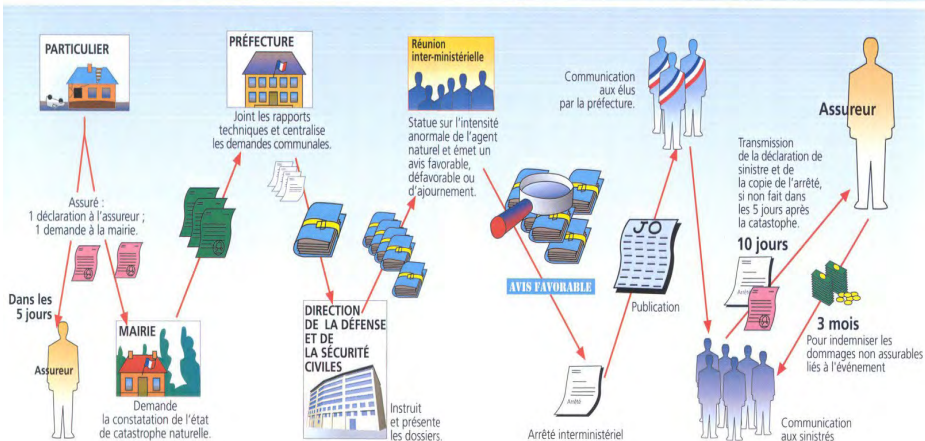 PARTICULIER
Assuré :
1 déclaration à l'assureur ;
1 demande à la mairie.
Dans les
5 jours
Assureur
MAIRIE
Demande
la constatation de l'état
de catastrophe naturelle.
PRÉFECTURE
Joint les rapports
techniques et centralise
les demandes communales.
DIRECTION
DE LA DÉFENSE
ET DE
LA SÉCURITÉ
CIVILES
Instruit
et présente
les dossiers.
Réunion
inter-ministérielle
Statue sur l'intensité
anormale de l'agent
naturel et émet un
avis favorable,
défavorable ou
d'ajournement.
AVIS FAVORABLE
Arrêté
Arrêté interministériel
JO
Publication
Communication
aux élus
par la préfecture.
Assureur
Transmission
de la déclaration de
sinistre et de
la copie de l'arrêté,
si non fait dans
les 5 jours après
la catastrophe.
10 jours
Arrêté
3 mois
Pour indemniser les
dommages non assurables
liés à l'événement
Communication
aux sinistrés